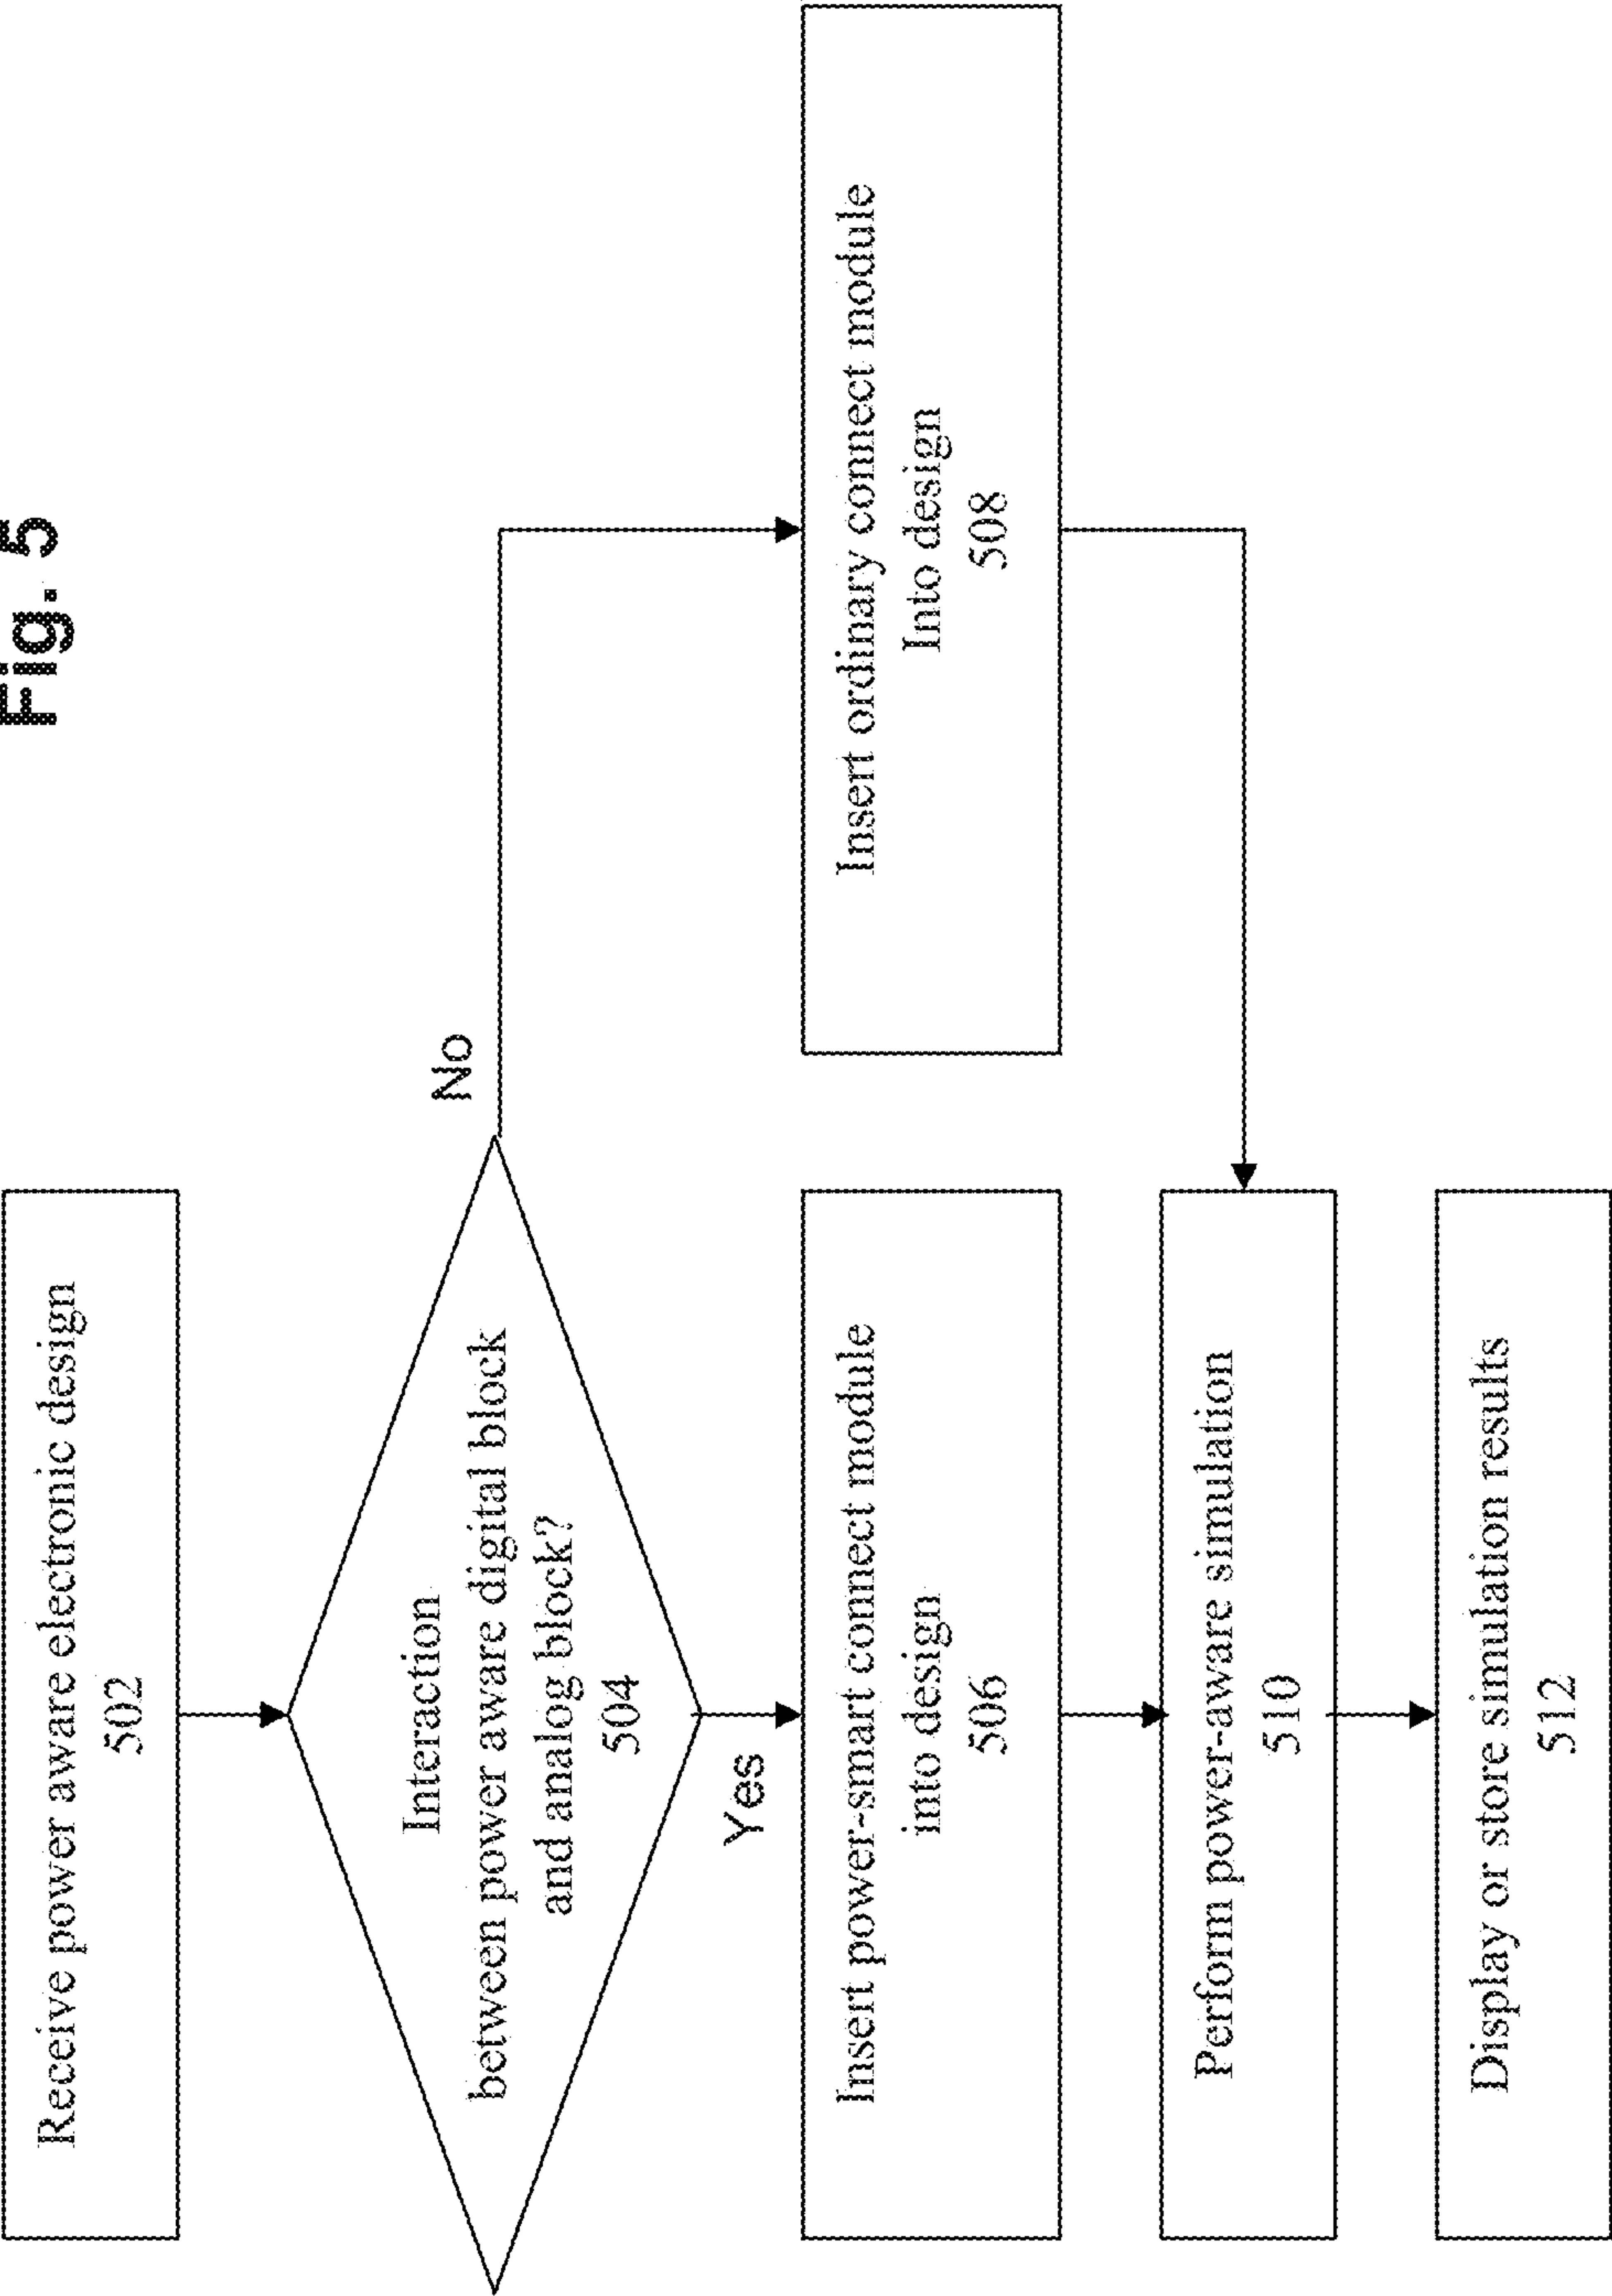 Fig. 5
Receive power aware electronic design
502
Interaction
between power aware digital block
and analog block?
504
No
Yes
Insert power-smart connect module
into design
506
Insert ordinary connect module
Into design
508
Perform power-aware simulation
510
Display or store simulation results
512